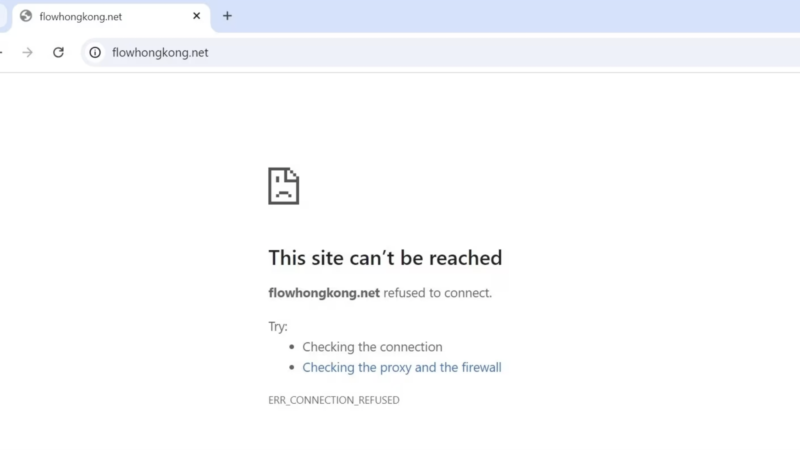 flowhongkong.net
flowhongkong.net
This site can't be reached
flowhongkong.net refused to connect.
Try:
Checking the connection
Checking the proxy and the firewall
ERR_CONNECTION_REFUSED